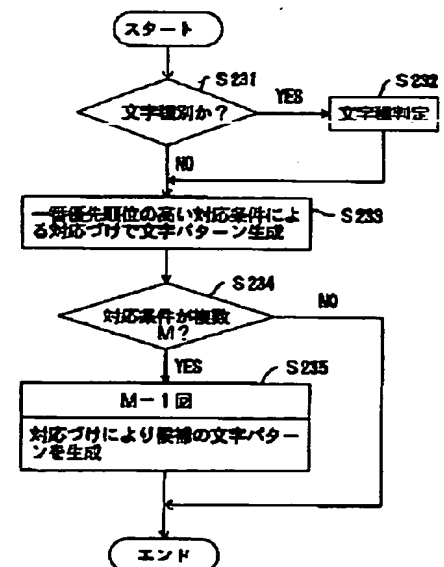 スタート
S231
文字種別か?
YES
S232
文字種判定
NO
一番優先順位の高い対応条件によ
る対応づけで文字パターン生成
S233
S234
対応条件が複数
M?
NO
YES
S235
M-1回
対応づけにより候補の文字パター
ンを生成
エンド